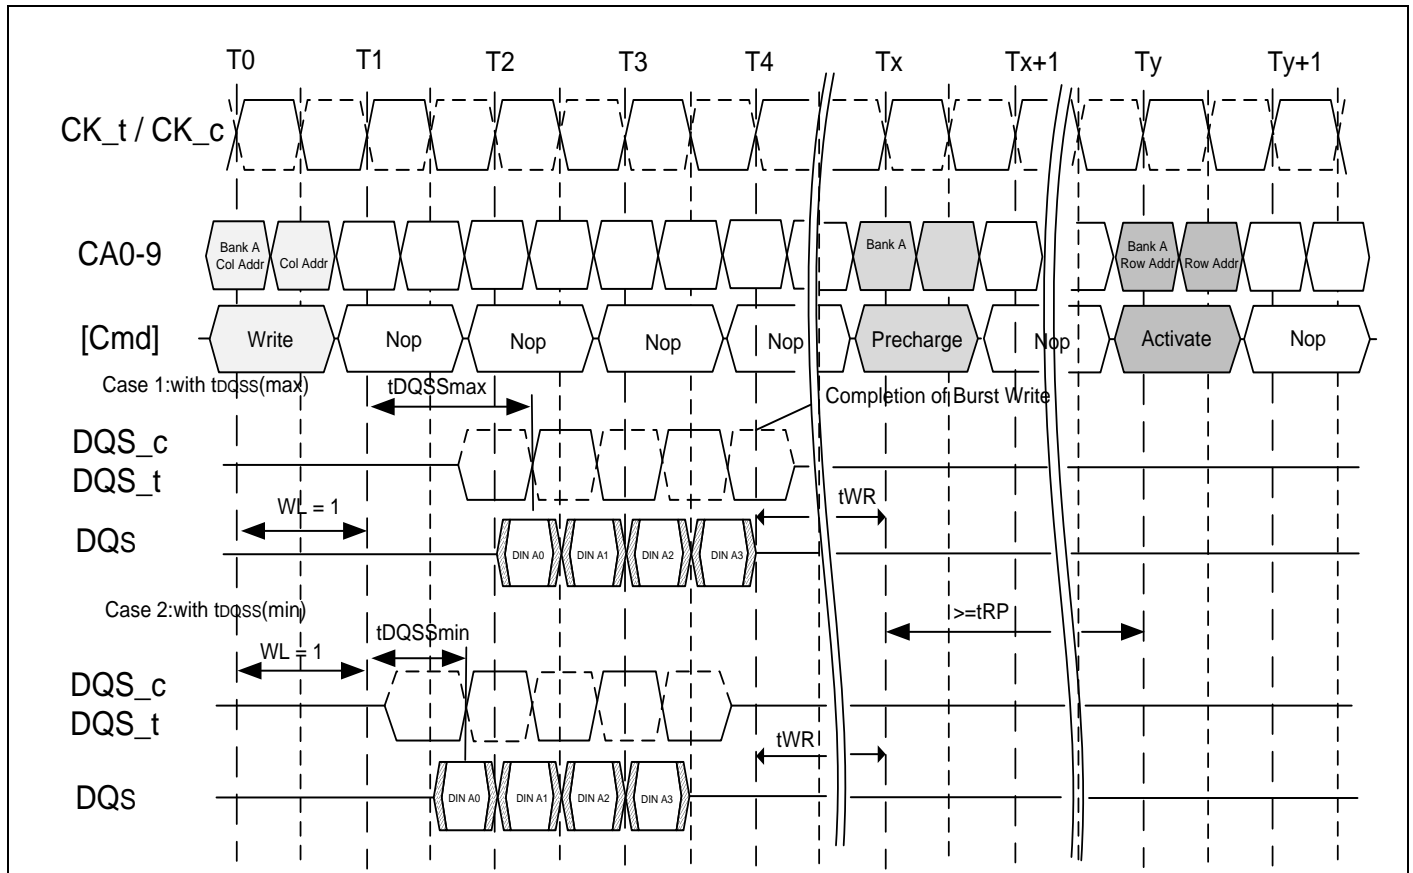 T0 T1 T2 T3 T4 Tx Tx+1 Ty Ty+1
CK_t / CK_c
CA0-9
Bank A
Col Addr
Col Addr
Bank A
Bank A
Row Addr
Row Addr
[Cmd]
Write Nop Nop Nop Nop Precharge Nop Activate Nop
Case 1:with tDQSS(max)
tDQSSmax
Completion of Burst Write
DQS_c
DQS_t
WL = 1
tWR
DQs
DIN A0 DIN A1 DIN A2 DIN A3
Case 2:with tDQSS(min)
tDQSSmin
>=tRP
WL = 1
DQS_c
DQS_t
tWR
DQs
DIN A0 DIN A1 DIN A2 DIN A3